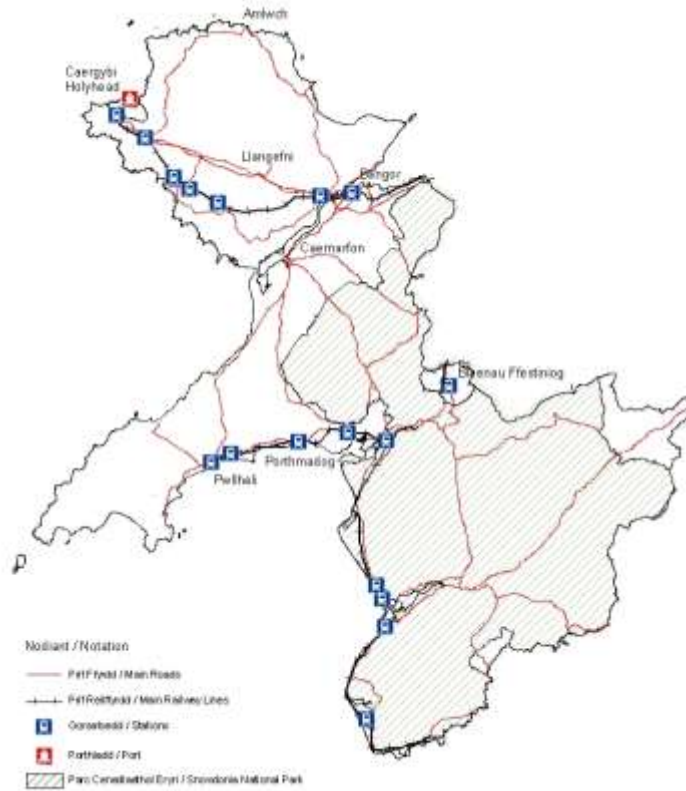 Amlwch
Caergybi
Holyhead
Llangefni
Bangor
Caernarfon
Blaenau Ffestiniog
Porthmadog
Pwllheli
Nodiant / Notation
Prif Ffyrdd / Main Roads
Prif Reilffyrdd / Main Railway Lines
Gorsafoedd / Stations
Porthladd / Port
Parc Cenedlaethol Eryri / Snowdonia National Park